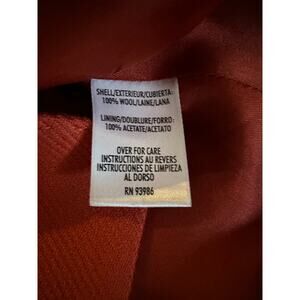 SHELL/EXTERIEUR/CUBIERTA:
100% WOOL/LAINE/LANA
LINING/DOUBLURE/FORRO:
100% ACETATE/ACETATO
OVER FOR CARE
INSTRUCTIONS AU REVERS
INSTRUCCIONES DE LIMPIEZA
AL DORSO
RN 93986